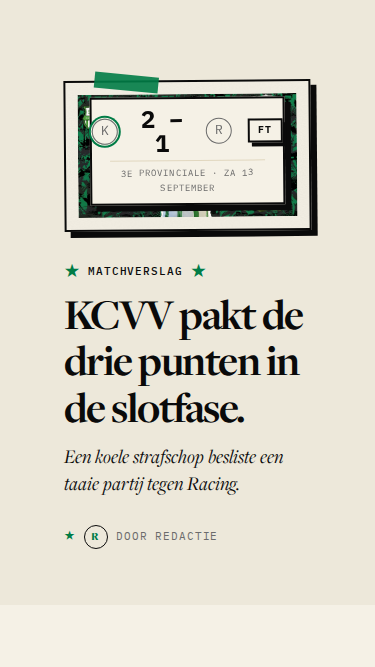 K 2 – 1 R FT
3E PROVINCIALE · ZA 13
SEPTEMBER
★ MATCHVERSLAG ★
KCVV pakt de
drie punten in
de slotfase.
Een koele strafschop besliste een
taaie partij tegen Racing.
★ R DOOR REDACTIE